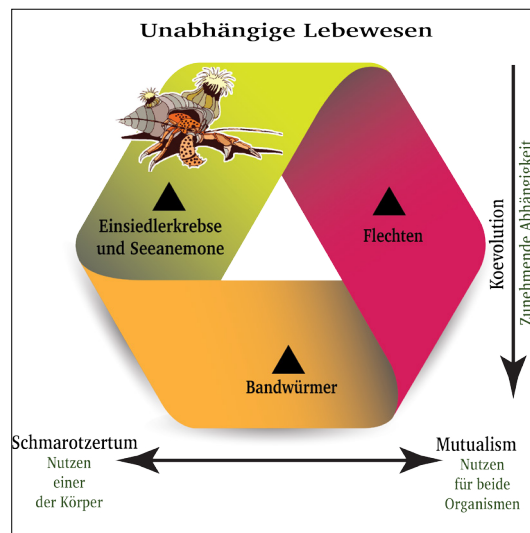 Unabhängige Lebewesen
Einsiedlerkrebse
und Seeanemone
Flechten
Bandwürmer
Koevolution
Zunehmende Abhängigkeit
Schmarotzertum
Nutzen
einer
der Körper
Mutualism
Nutzen
für beide
Organismen